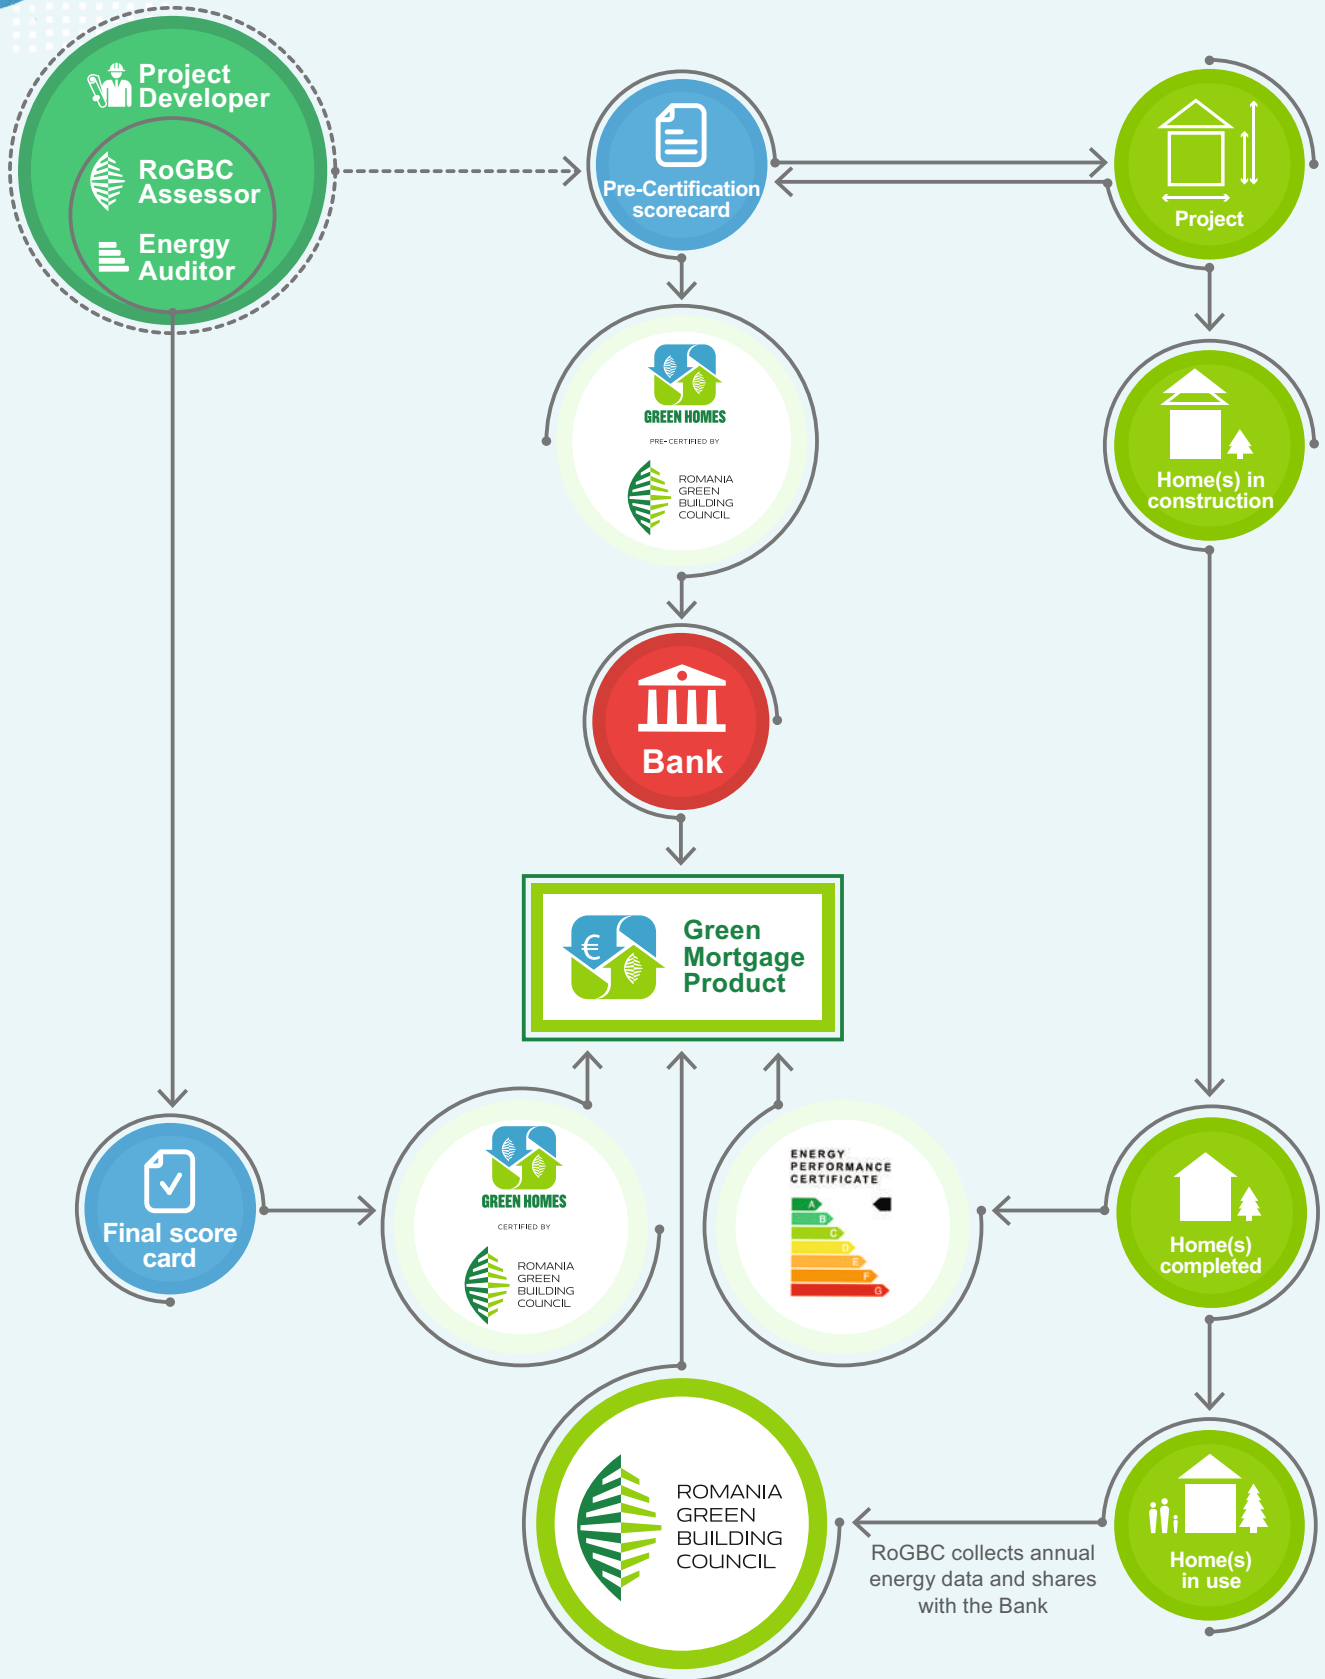 Project
Developer
RoGBC
Assessor
Energy
Auditor
Pre-Certification
scorecard
Project
GREEN HOMES
PRE-CERTIFIED BY
ROMANIA
GREEN
BUILDING
COUNCIL
Home(s) in
construction
Bank
€
Green
Mortgage
Product
Final score
card
GREEN HOMES
CERTIFIED BY
ROMANIA
GREEN
BUILDING
COUNCIL
ENERGY
PERFORMANCE
CERTIFICATE
A
B
C
D
E
F
G
Home(s)
completed
ROMANIA
GREEN
BUILDING
COUNCIL
RoGBC collects annual
energy data and shares
with the Bank
Home(s)
in use